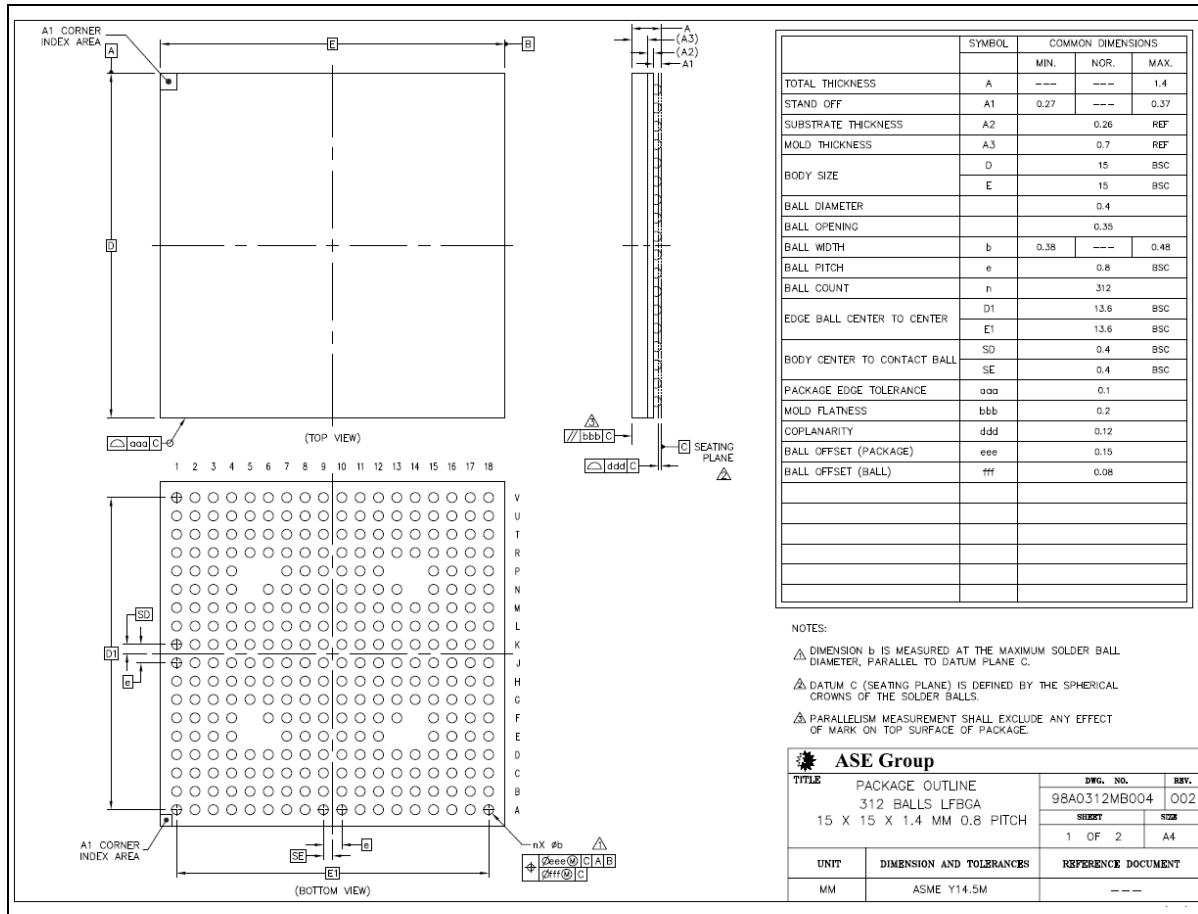 A1 CORNER
INDEX AREA
A
E
B
D
aaa C
(TOP VIEW)
A
(A3)
(A2)
A1
3
// bbb C
ddd C
C SEATING
PLANE
2
SYMBOL COMMON DIMENSIONS
MIN. NOR. MAX.
TOTAL THICKNESS A --- --- 1.4
STAND OFF A1 0.27 --- 0.37
SUBSTRATE THICKNESS A2 0.26 REF
MOLD THICKNESS A3 0.7 REF
BODY SIZE D 15 BSC
E 15 BSC
BALL DIAMETER 0.4
BALL OPENING 0.35
BALL WIDTH b 0.38 --- 0.48
BALL PITCH e 0.8 BSC
BALL COUNT n 312
EDGE BALL CENTER TO CENTER D1 13.6 BSC
E1 13.6 BSC
BODY CENTER TO CONTACT BALL SD 0.4 BSC
SE 0.4 BSC
PACKAGE EDGE TOLERANCE aaa 0.1
MOLD FLATNESS bbb 0.2
COPLANARITY ddd 0.12
BALL OFFSET (PACKAGE) eee 0.15
BALL OFFSET (BALL) fff 0.08
1 2 3 4 5 6 7 8 9 10 11 12 13 14 15 16 17 18
V
U
T
R
P
N
M
L
K
J
H
G
F
E
D
C
B
A
SD
D1
e
A1 CORNER
INDEX AREA
SE
e
E1
(BOTTOM VIEW)
nX Øb 1
Øeee Ⓜ C A B
Øfff Ⓜ C
NOTES:
1 DIMENSION b IS MEASURED AT THE MAXIMUM SOLDER BALL
DIAMETER, PARALLEL TO DATUM PLANE C.
2 DATUM C (SEATING PLANE) IS DEFINED BY THE SPHERICAL
CROWNS OF THE SOLDER BALLS.
3 PARALLELISM MEASUREMENT SHALL EXCLUDE ANY EFFECT
OF MARK ON TOP SURFACE OF PACKAGE.
ASE Group
TITLE PACKAGE OUTLINE
312 BALLS LFBGA
15 X 15 X 1.4 MM 0.8 PITCH
DWG. NO. REV.
98A0312MB004 O02
SHEET SIZE
1 OF 2 A4
UNIT DIMENSION AND TOLERANCES REFERENCE DOCUMENT
MM ASME Y14.5M ---